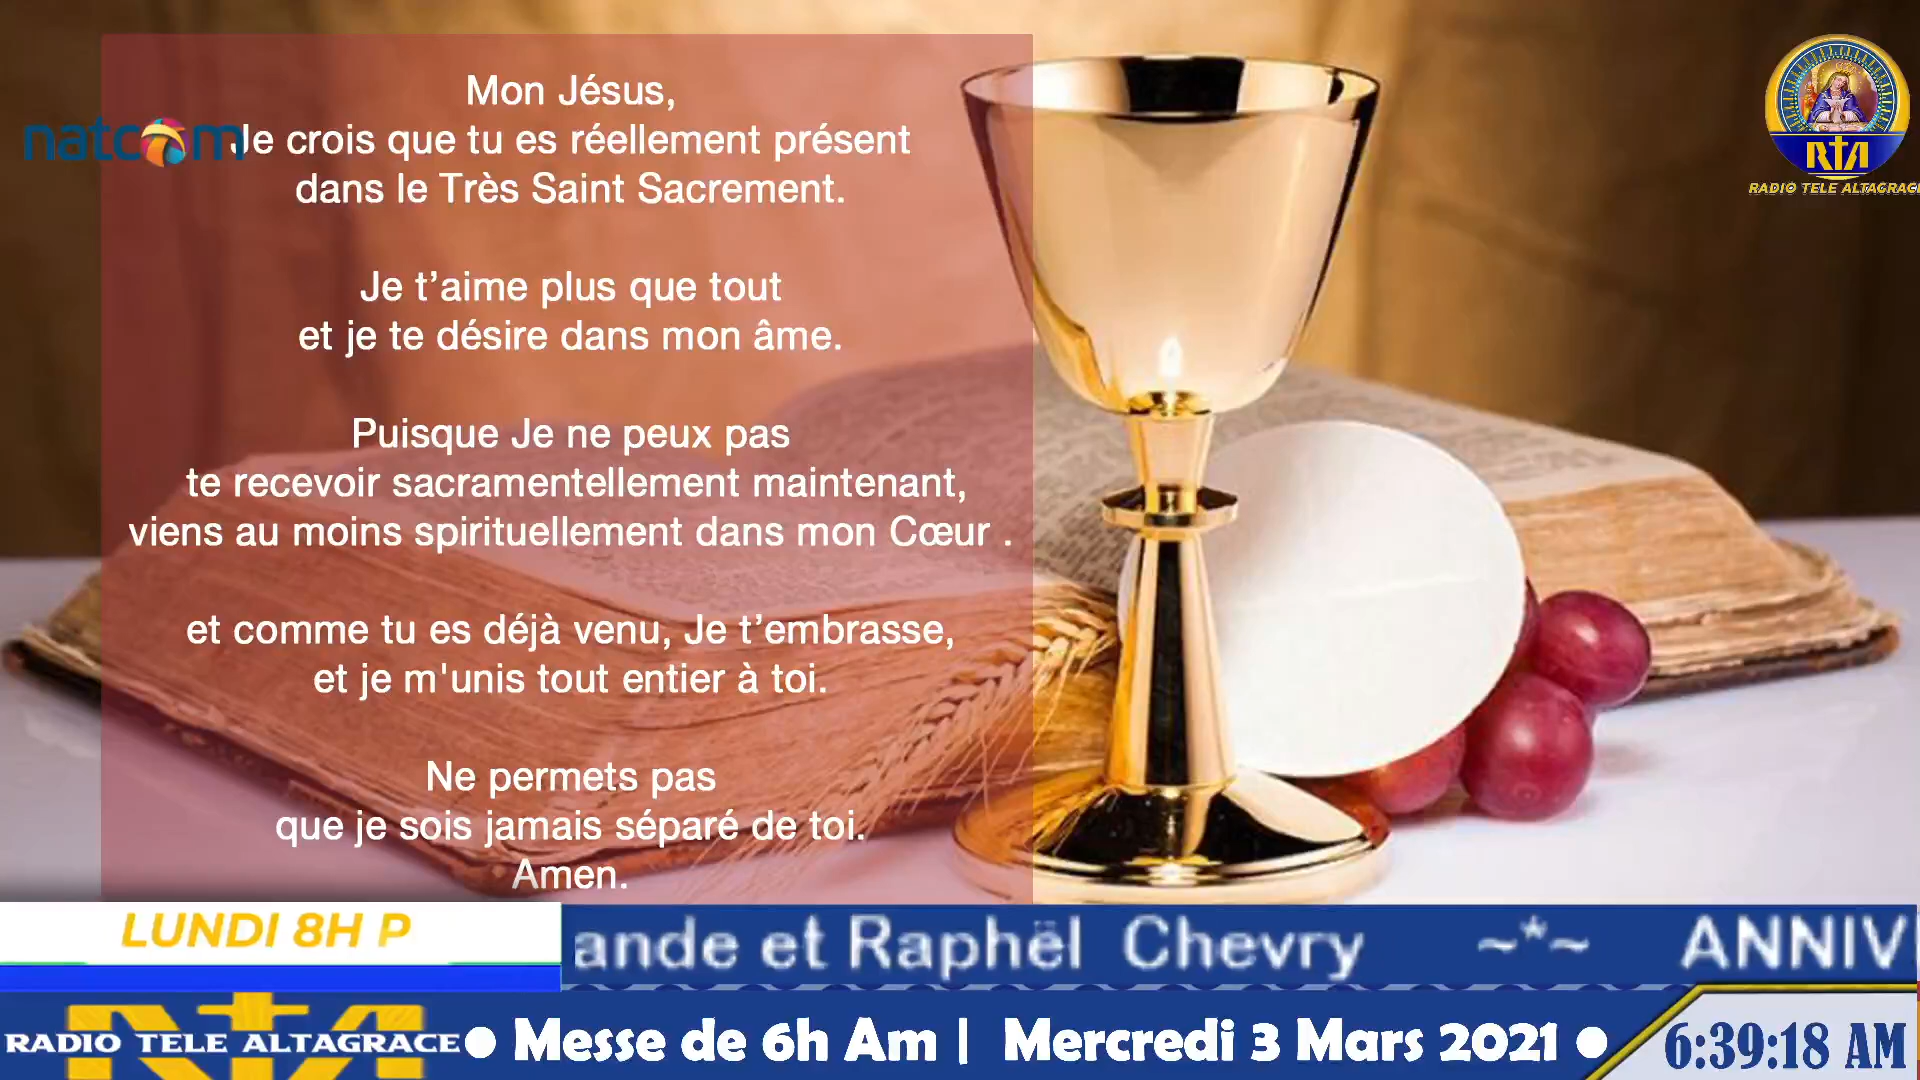 Mon Jésus,
natcom
Je crois que tu es réellement présent
dans le Très Saint Sacrement.
Je t’aime plus que tout
et je te désire dans mon âme.
Puisque Je ne peux pas
te recevoir sacramentellement maintenant,
viens au moins spirituellement dans mon Cœur .
et comme tu es déjà venu, Je t’embrasse,
et je m'unis tout entier à toi.
Ne permets pas
que je sois jamais séparé de toi.
Amen.
RTA
RADIO TELE ALTAGRACE
LUNDI 8H P
ande et Raphël Chevry ~*~ ANNIV
RTA
RADIO TELE ALTAGRACE
● Messe de 6h Am | Mercredi 3 Mars 2021 ●
6:39:18 AM